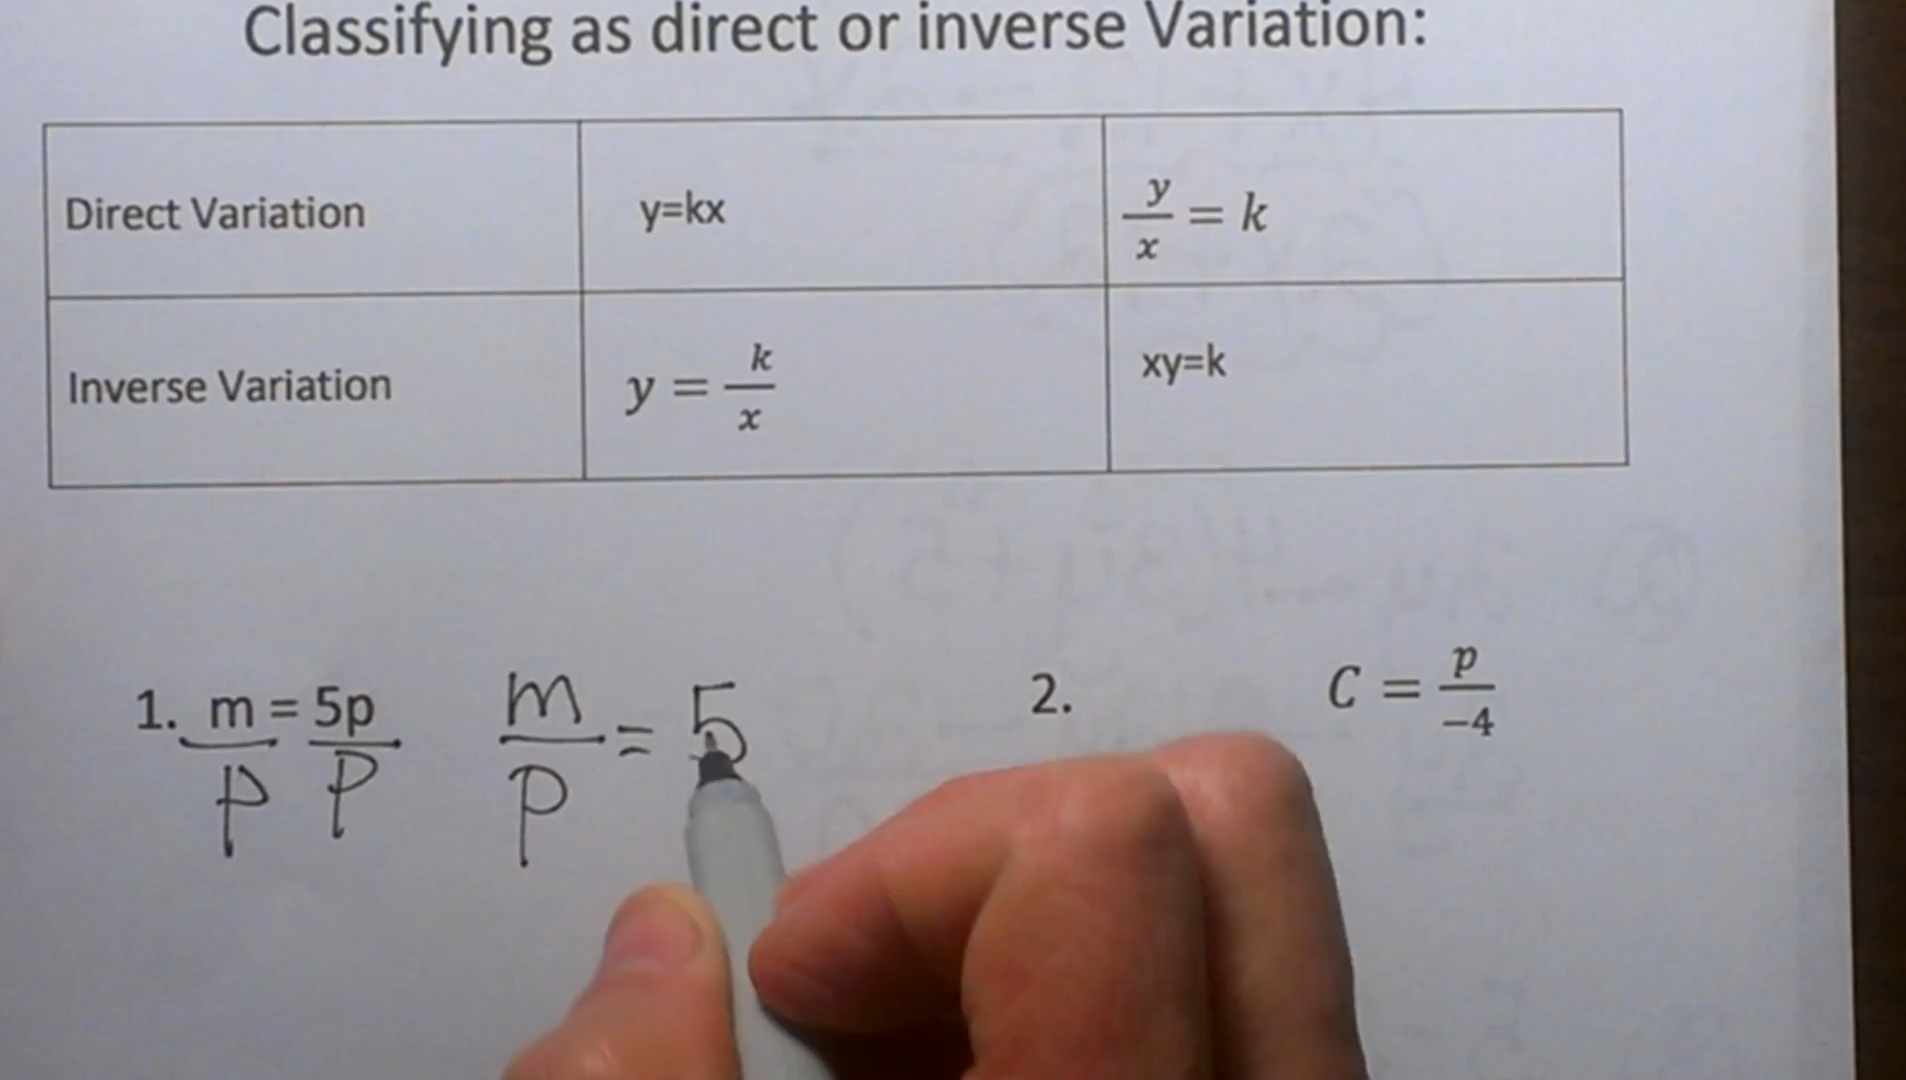 Classifying as direct or inverse Variation:
Direct Variation y=kx y/x = k
Inverse Variation y = k/x xy=k
1. m = 5p m/p = 5 2. C = p/-4
p p